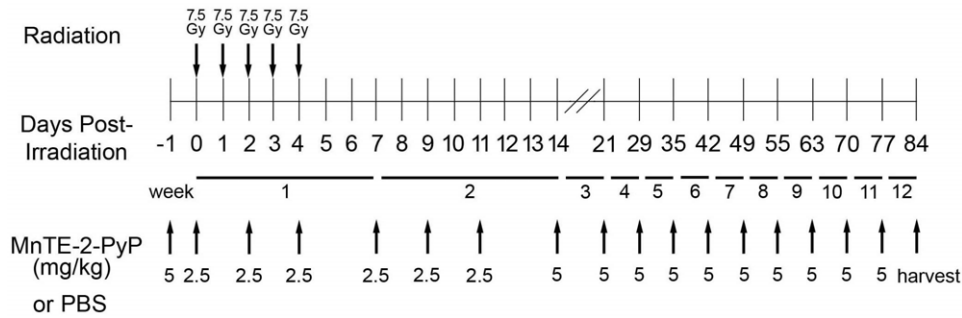 7.5 7.5 7.5 7.5 7.5
Gy Gy Gy Gy Gy
Radiation
Days Post-
Irradiation
-1 0 1 2 3 4 5 6 7 8 9 10 11 12 13 14 21 29 35 42 49 55 63 70 77 84
week 1 2 3 4 5 6 7 8 9 10 11 12
MnTE-2-PyP
(mg/kg)
or PBS
5 2.5 2.5 2.5 2.5 2.5 2.5 5 5 5 5 5 5 5 5 5 5 harvest